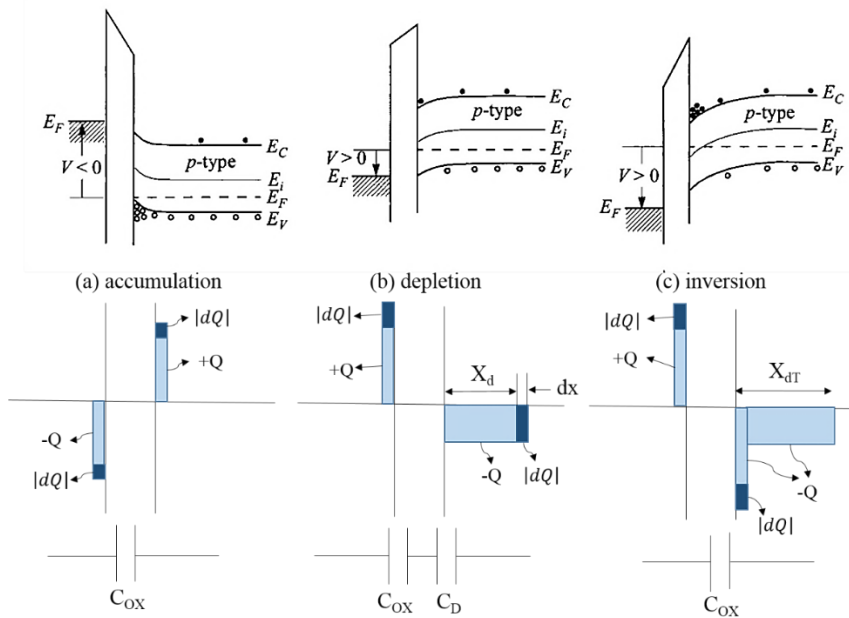 E_F
V < 0
p-type
E_C
E_i
E_F
E_V
V > 0
E_F
p-type
E_C
E_i
E_F
E_V
V > 0
E_F
p-type
E_C
E_i
E_F
E_V
(a) accumulation
(b) depletion
(c) inversion
|dQ|
+Q
-Q
|dQ|
C_OX
|dQ|
+Q
X_d
dx
-Q
|dQ|
C_OX
C_D
|dQ|
+Q
X_dT
-Q
|dQ|
C_OX